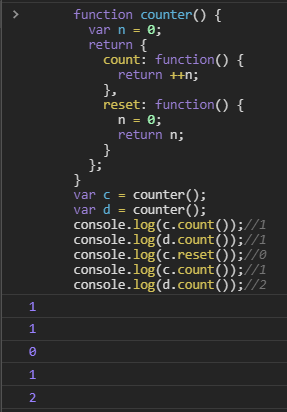 > function counter() {
var n = 0;
return {
count: function() {
return ++n;
},
reset: function() {
n = 0;
return n;
}
};
}
var c = counter();
var d = counter();
console.log(c.count());//1
console.log(d.count());//1
console.log(c.reset());//0
console.log(c.count());//1
console.log(d.count());//2
1
1
0
1
2